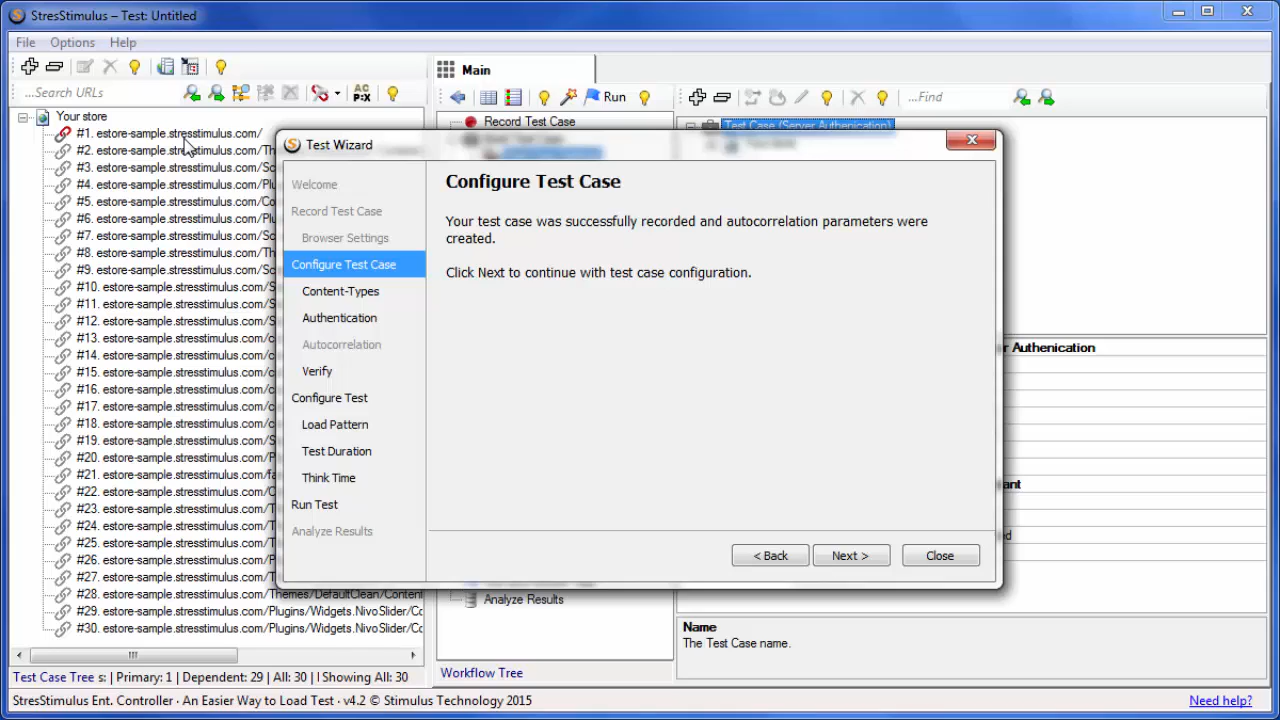 StresStimulus – Test: Untitled
File Options Help
...Search URLs
AC
P:X
Your store
#1. estore-sample.stresstimulus.com/
#2. estore-sample.stresstimulus.com/Th
#3. estore-sample.stresstimulus.com/Sc
#4. estore-sample.stresstimulus.com/Plu
#5. estore-sample.stresstimulus.com/Co
#6. estore-sample.stresstimulus.com/Plu
#7. estore-sample.stresstimulus.com/Sc
#8. estore-sample.stresstimulus.com/Th
#9. estore-sample.stresstimulus.com/Sc
#10. estore-sample.stresstimulus.com/S
#11. estore-sample.stresstimulus.com/S
#12. estore-sample.stresstimulus.com/S
#13. estore-sample.stresstimulus.com/c
#14. estore-sample.stresstimulus.com/c
#15. estore-sample.stresstimulus.com/c
#16. estore-sample.stresstimulus.com/c
#17. estore-sample.stresstimulus.com/c
#18. estore-sample.stresstimulus.com/c
#19. estore-sample.stresstimulus.com/S
#20. estore-sample.stresstimulus.com/P
#21. estore-sample.stresstimulus.com/fa
#22. estore-sample.stresstimulus.com/C
#23. estore-sample.stresstimulus.com/T
#24. estore-sample.stresstimulus.com/T
#25. estore-sample.stresstimulus.com/T
#26. estore-sample.stresstimulus.com/P
#27. estore-sample.stresstimulus.com/T
#28. estore-sample.stresstimulus.com/Themes/DefaultClean/Content
#29. estore-sample.stresstimulus.com/Plugins/Widgets.NivoSlider/Co
#30. estore-sample.stresstimulus.com/Plugins/Widgets.NivoSlider/Cc
Test Case Tree s: | Primary: 1 | Dependent: 29 | All: 30 | | Showing All: 30
Main
Run
...Find
Record Test Case
Test Case (Server Authenication)
Test Wizard
Welcome
Record Test Case
Browser Settings
Configure Test Case
Content-Types
Authentication
Autocorrelation
Verify
Configure Test
Load Pattern
Test Duration
Think Time
Run Test
Analyze Results
Configure Test Case
Your test case was successfully recorded and autocorrelation parameters were
created.
Click Next to continue with test case configuration.
< Back Next > Close
r Authenication
ant
ed
Analyze Results
Workflow Tree
Name
The Test Case name.
StresStimulus Ent. Controller · An Easier Way to Load Test · v4.2 © Stimulus Technology 2015
Need help?